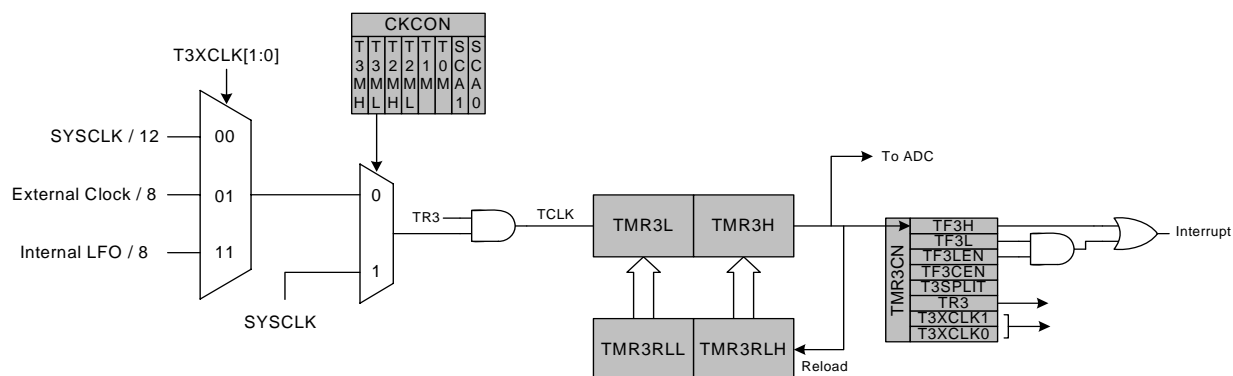 CKCON
T3MH T3ML T2MH T2ML T1M T0M SCA1 SCA0
T3XCLK[1:0]
SYSCLK / 12
00
External Clock / 8
01
Internal LFO / 8
11
0
1
SYSCLK
TR3
TCLK
TMR3L
TMR3H
To ADC
TMR3RLL
TMR3RLH
Reload
TMR3CN
TF3H
TF3L
TF3LEN
TF3CEN
T3SPLIT
TR3
T3XCLK1
T3XCLK0
Interrupt